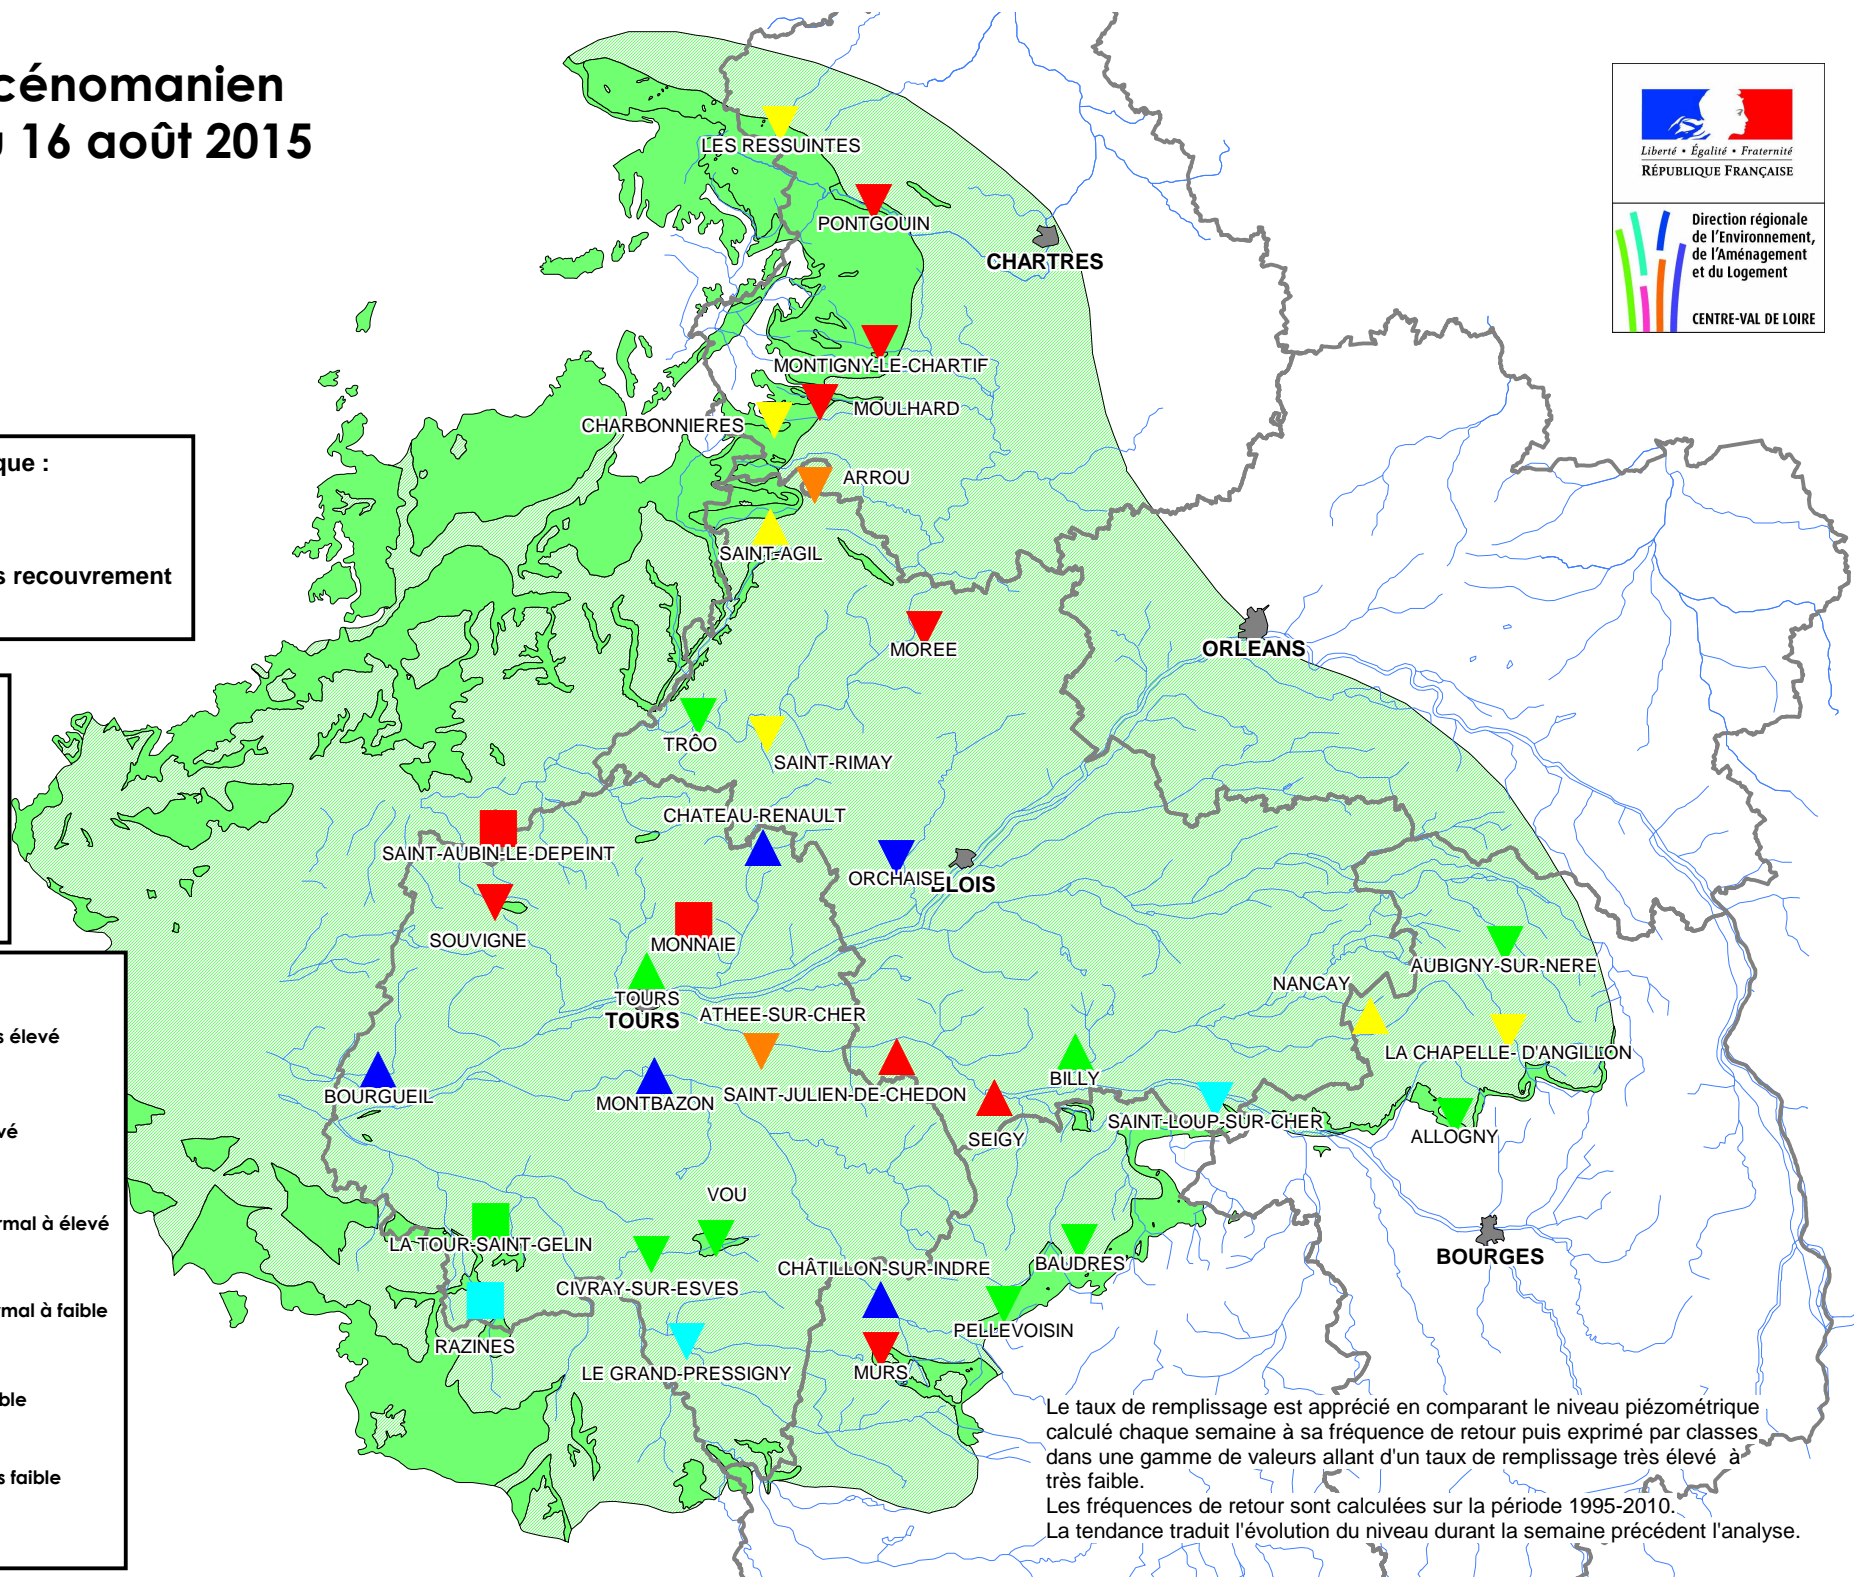 cénomanien
16 août 2015
Liberté • Égalité • Fraternité
RÉPUBLIQUE FRANÇAISE
Direction régionale
de l'Environnement,
de l'Aménagement
et du Logement
CENTRE-VAL DE LOIRE
LES RESSUINTES
PONTGOUIN
CHARTRES
MONTIGNY-LE-CHARTIF
MOULHARD
CHARBONNIERES
que :
ARROU
SAINT-AGIL
s recouvrement
MOREE
ORLEANS
TRÔO
SAINT-RIMAY
CHATEAU-RENAULT
SAINT-AUBIN-LE-DEPEINT
ORCHAISE
BLOIS
SOUVIGNE
MONNAIE
AUBIGNY-SUR-NERE
NANCAY
TOURS
TOURS
ATHEE-SUR-CHER
s élevé
LA CHAPELLE- D'ANGILLON
BILLY
SAINT-JULIEN-DE-CHEDON
BOURGUEIL
MONTBAZON
SAINT-LOUP-SUR-CHER
vé
SEIGY
ALLOGNY
VOU
rmal à élevé
LA TOUR-SAINT-GELIN
BOURGES
BAUDRES
CHÂTILLON-SUR-INDRE
CIVRAY-SUR-ESVES
rmal à faible
PELLEVOISIN
RAZINES
LE GRAND-PRESSIGNY
MURS
ble
s faible
Le taux de remplissage est apprécié en comparant le niveau piézométrique
calculé chaque semaine à sa fréquence de retour puis exprimé par classes
dans une gamme de valeurs allant d'un taux de remplissage très élevé à
très faible.
Les fréquences de retour sont calculées sur la période 1995-2010.
La tendance traduit l'évolution du niveau durant la semaine précédent l'analyse.